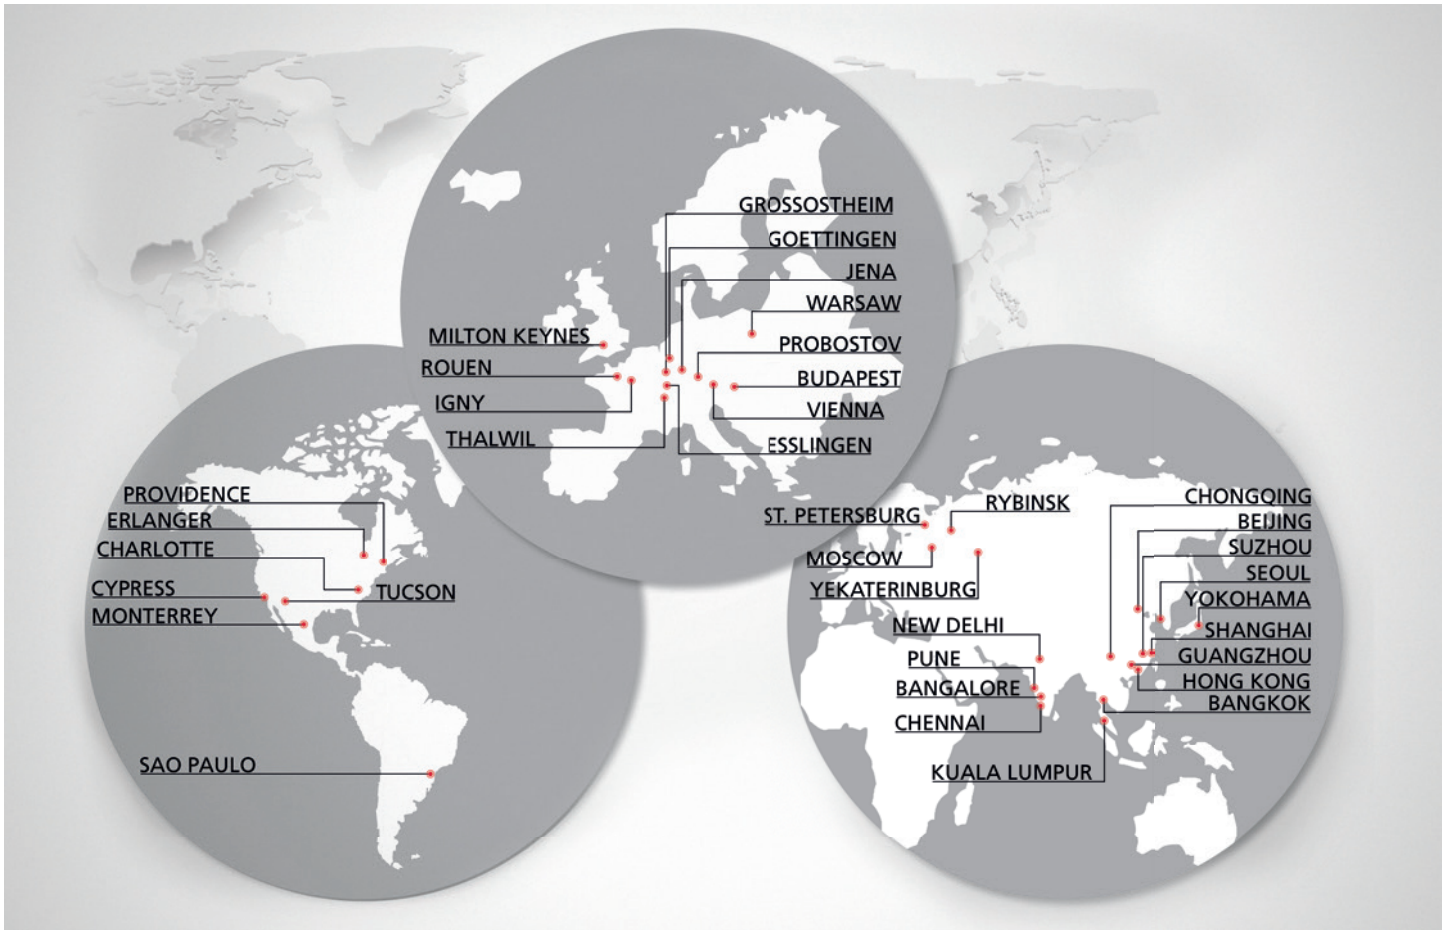 GROSSOSTHEIM
GOETTINGEN
JENA
WARSAW
MILTON KEYNES
PROBOSTOV
ROUEN
BUDAPEST
IGNY
VIENNA
THALWIL
ESSLINGEN
PROVIDENCE
ERLANGER
CHARLOTTE
CYPRESS
TUCSON
MONTERREY
SAO PAULO
ST. PETERSBURG
RYBINSK
MOSCOW
YEKATERINBURG
NEW DELHI
PUNE
BANGALORE
CHENNAI
KUALA LUMPUR
CHONGQING
BEIJING
SUZHOU
SEOUL
YOKOHAMA
SHANGHAI
GUANGZHOU
HONG KONG
BANGKOK